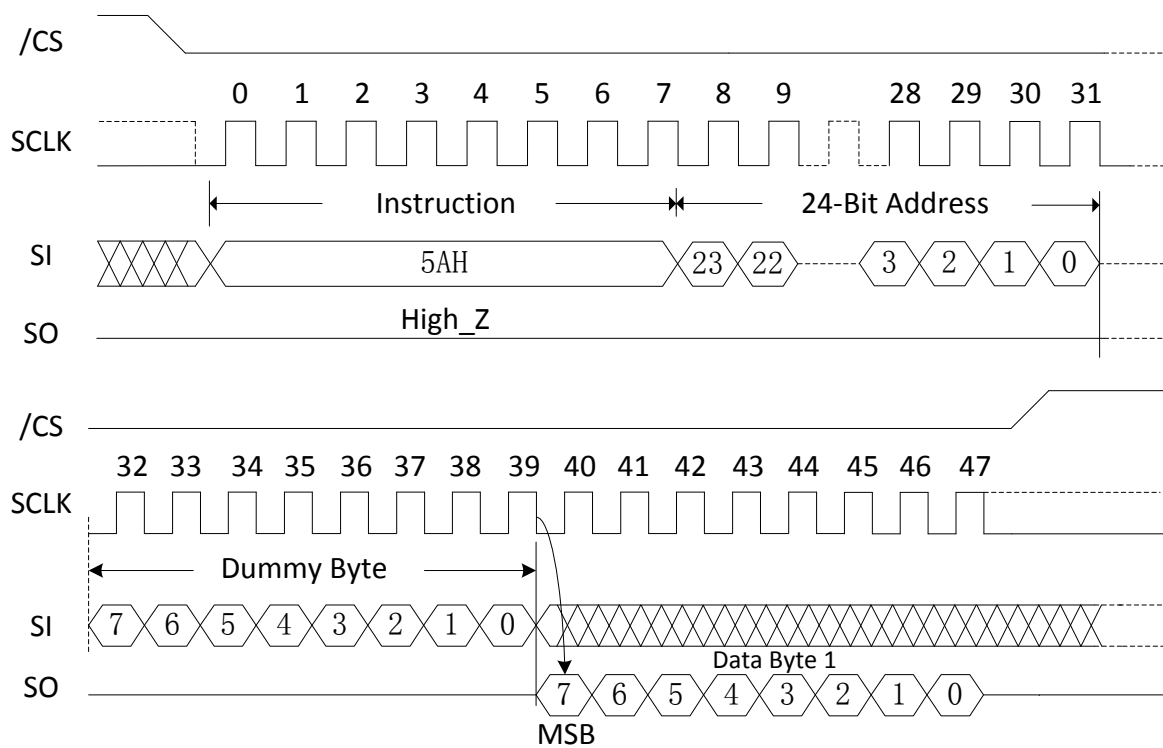 /CS
0 1 2 3 4 5 6 7 8 9 28 29 30 31
SCLK
Instruction 24-Bit Address
SI 5AH 23 22 3 2 1 0
High_Z
SO
/CS
32 33 34 35 36 37 38 39 40 41 42 43 44 45 46 47
SCLK
Dummy Byte
SI 7 6 5 4 3 2 1 0
Data Byte 1
SO 7 6 5 4 3 2 1 0
MSB